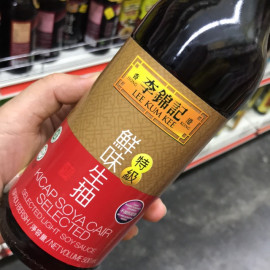 李錦記
LEE KUM KEE
特級
鮮味生抽
KICAP SOYA CAIR
SELECTED
SELECTED LIGHT SOY SAUCE